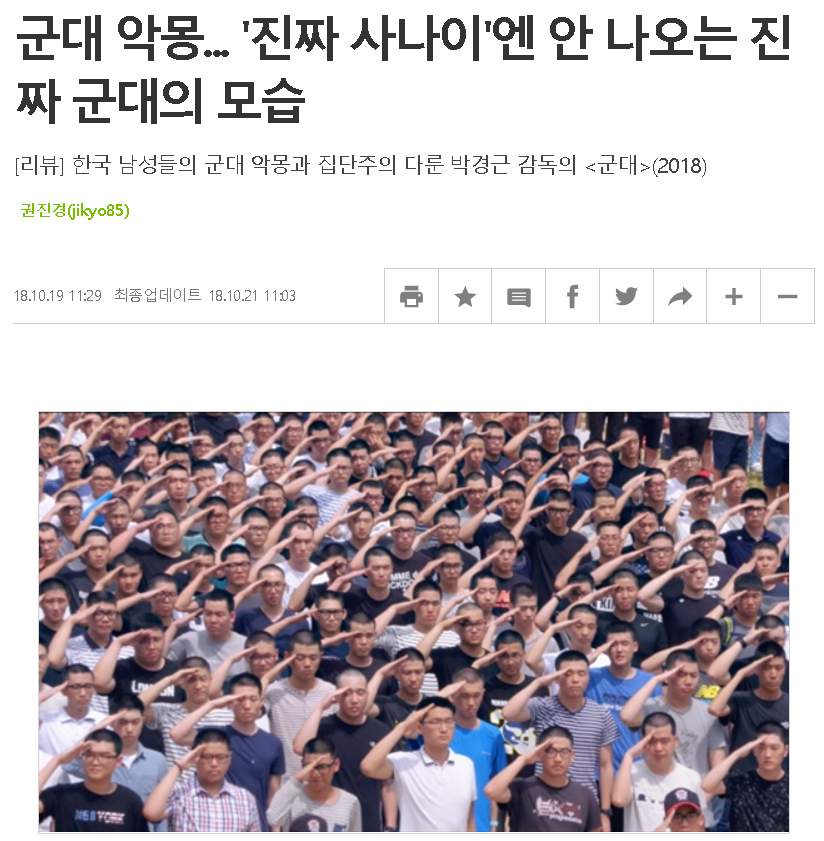 군대 악몽... '진짜 사나이'엔 안 나오는 진
짜 군대의 모습
[리뷰] 한국 남성들의 군대 악몽과 집단주의 다룬 박경근 감독의 <군대>(2018)
권진경(jikyo85)
18.10.19 11:29 최종업데이트 18.10.21 11:03